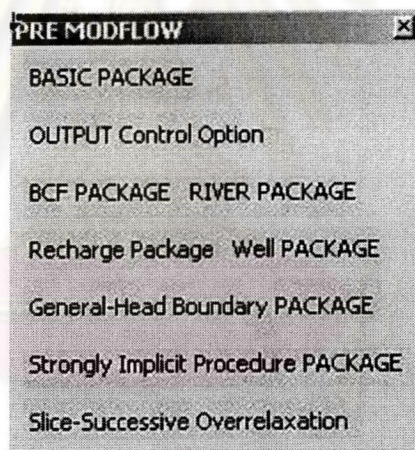 PRE MODFLOW
BASIC PACKAGE
OUTPUT Control Option
BCF PACKAGE RIVER PACKAGE
Recharge Package Well PACKAGE
General-Head Boundary PACKAGE
Strongly Implicit Procedure PACKAGE
Slice-Successive Overrelaxation